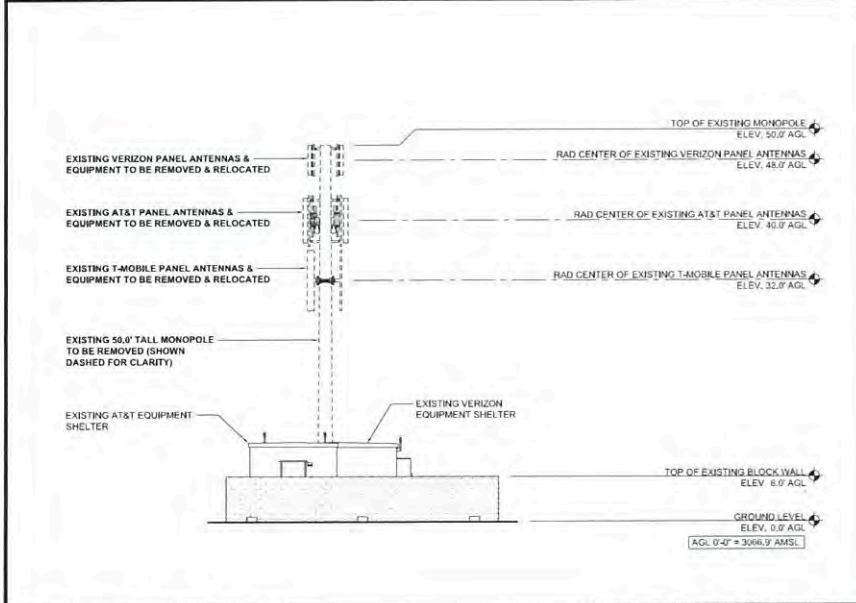 TOP OF EXISTING MONOPOLE
ELEV. 50.0' AGL
EXISTING VERIZON PANEL ANTENNAS &
EQUIPMENT TO BE REMOVED & RELOCATED
RAD CENTER OF EXISTING VERIZON PANEL ANTENNAS
ELEV. 48.0' AGL
EXISTING AT&T PANEL ANTENNAS &
EQUIPMENT TO BE REMOVED & RELOCATED
RAD CENTER OF EXISTING AT&T PANEL ANTENNAS
ELEV. 40.0' AGL
EXISTING T-MOBILE PANEL ANTENNAS &
EQUIPMENT TO BE REMOVED & RELOCATED
RAD CENTER OF EXISTING T-MOBILE PANEL ANTENNAS
ELEV. 32.0' AGL
EXISTING 50.0' TALL MONOPOLE
TO BE REMOVED (SHOWN
DASHED FOR CLARITY)
EXISTING AT&T EQUIPMENT
SHELTER
EXISTING VERIZON
EQUIPMENT SHELTER
TOP OF EXISTING BLOCK WALL
ELEV. 6.0' AGL
GROUND LEVEL
ELEV. 0.0' AGL
AGL 0'-0" = 3066.9' AMSL